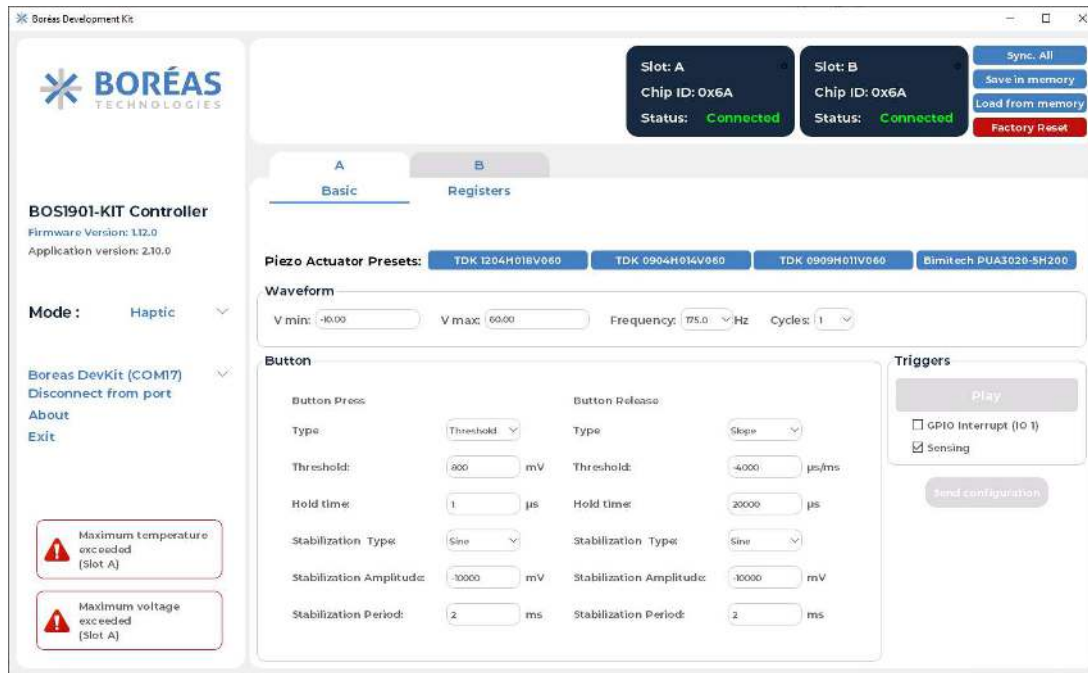 Boréas Development Kit
BORÉAS
TECHNOLOGIES
Slot: A
Chip ID: 0x6A
Status: Connected
Slot: B
Chip ID: 0x6A
Status: Connected
Sync. All
Save in memory
Load from memory
Factory Reset
A
B
Basic
Registers
BOS1901-KIT Controller
Firmware Version: 1.12.0
Application version: 2.10.0
Mode : Haptic
Boreas DevKit (COM17)
Disconnect from port
About
Exit
Maximum temperature
exceeded
(Slot A)
Maximum voltage
exceeded
(Slot A)
Piezo Actuator Presets: TDK 1204H018V060 TDK 0904H014V060 TDK 0909H011V060 Bimitech PUA3020-5H200
Waveform
V min: -10.00 V max: 60.00 Frequency: 175.0 Hz Cycles: 1
Button
Button Press
Type Threshold
Threshold: 800 mV
Hold time: 1 µs
Stabilization Type: Sine
Stabilization Amplitude: -10000 mV
Stabilization Period: 2 ms
Button Release
Type Slope
Threshold: -4000 µs/ms
Hold time: 20000 µs
Stabilization Type: Sine
Stabilization Amplitude: -10000 mV
Stabilization Period: 2 ms
Triggers
Play
GPIO Interrupt (IO 1)
Sensing
Send configuration